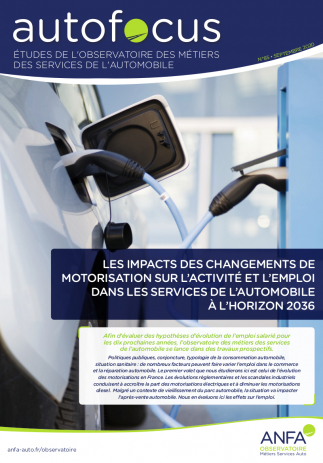 autofocus
ÉTUDES DE L'OBSERVATOIRE DES MÉTIERS
DES SERVICES DE L'AUTOMOBILE
SEPTEMBRE 2020
LES IMPACTS DES CHANGEMENTS DE
MOTORISATION SUR L'ACTIVITÉ ET L'EMPLOI
DANS LES SERVICES DE L'AUTOMOBILE
À L'HORIZON 2036
Afin d'évaluer des hypothèses d'évolution de l'emploi salarié pour
les dix prochaines années, l'observatoire des métiers des services
de l'automobile se lance dans des travaux prospectifs.
Politiques publiques, conjoncture, typologie de la consommation automobile,
situation sanitaire : de nombreux facteurs peuvent faire varier l'emploi dans le commerce
et la réparation automobile. Le premier volet que nous étudierons ici est celui de l'évolution
des motorisations en France. Les évolutions réglementaires et les scandales industriels
conduisent à accroître la part des motorisations électriques et à diminuer les motorisations
diesel. Malgré un contexte de vieillissement du parc automobile, la situation va impacter
l'après-vente automobile. Nous en évaluons ici les effets sur l'emploi.
anfa-auto.fr/observatoire
ANFA
OBSERVATOIRE
Métiers Services Auto